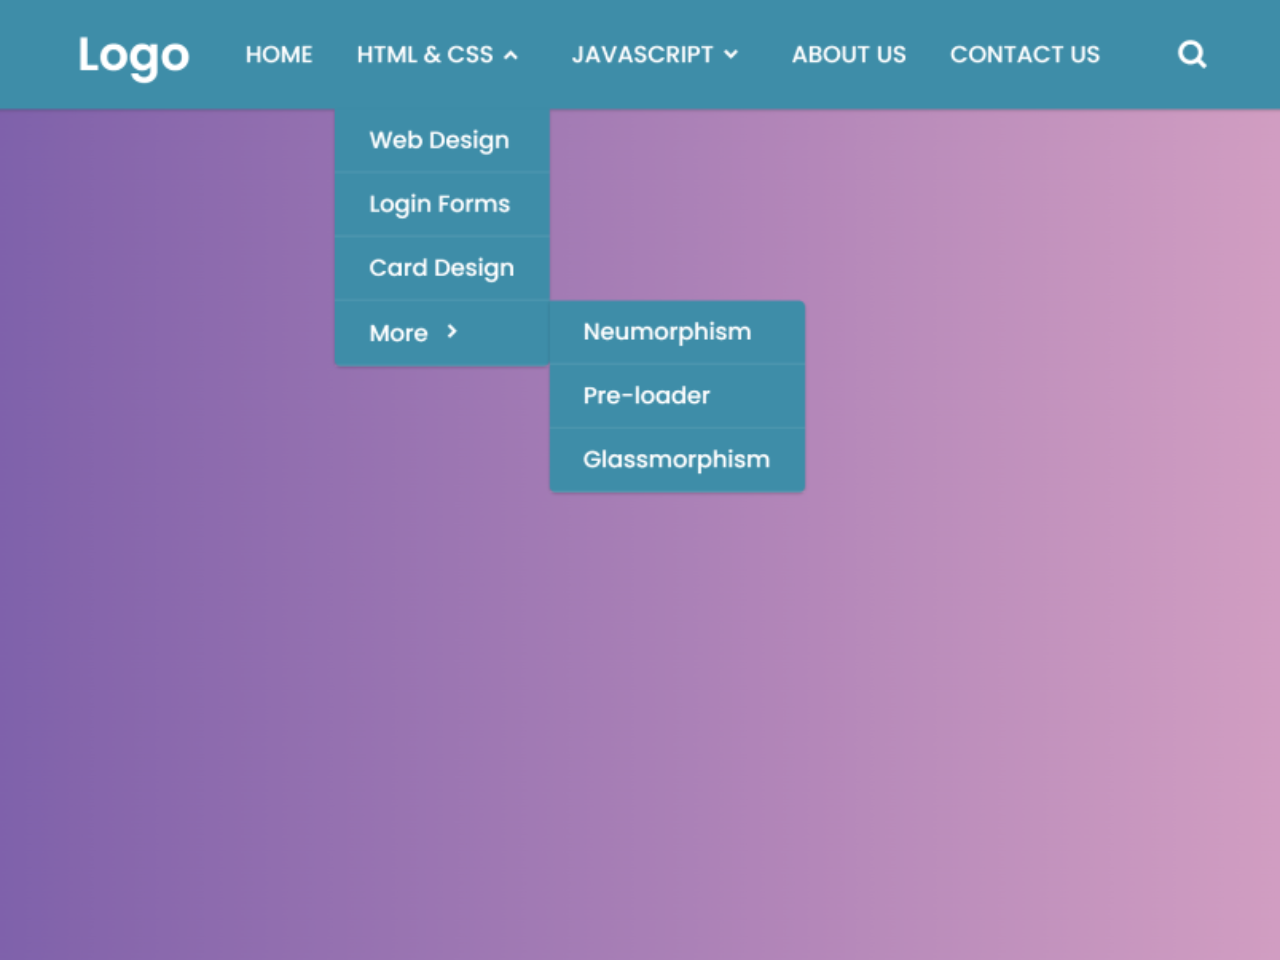 Logo HOME HTML & CSS JAVASCRIPT ABOUT US CONTACT US
Web Design
Login Forms
Card Design
More
Neumorphism
Pre-loader
Glassmorphism